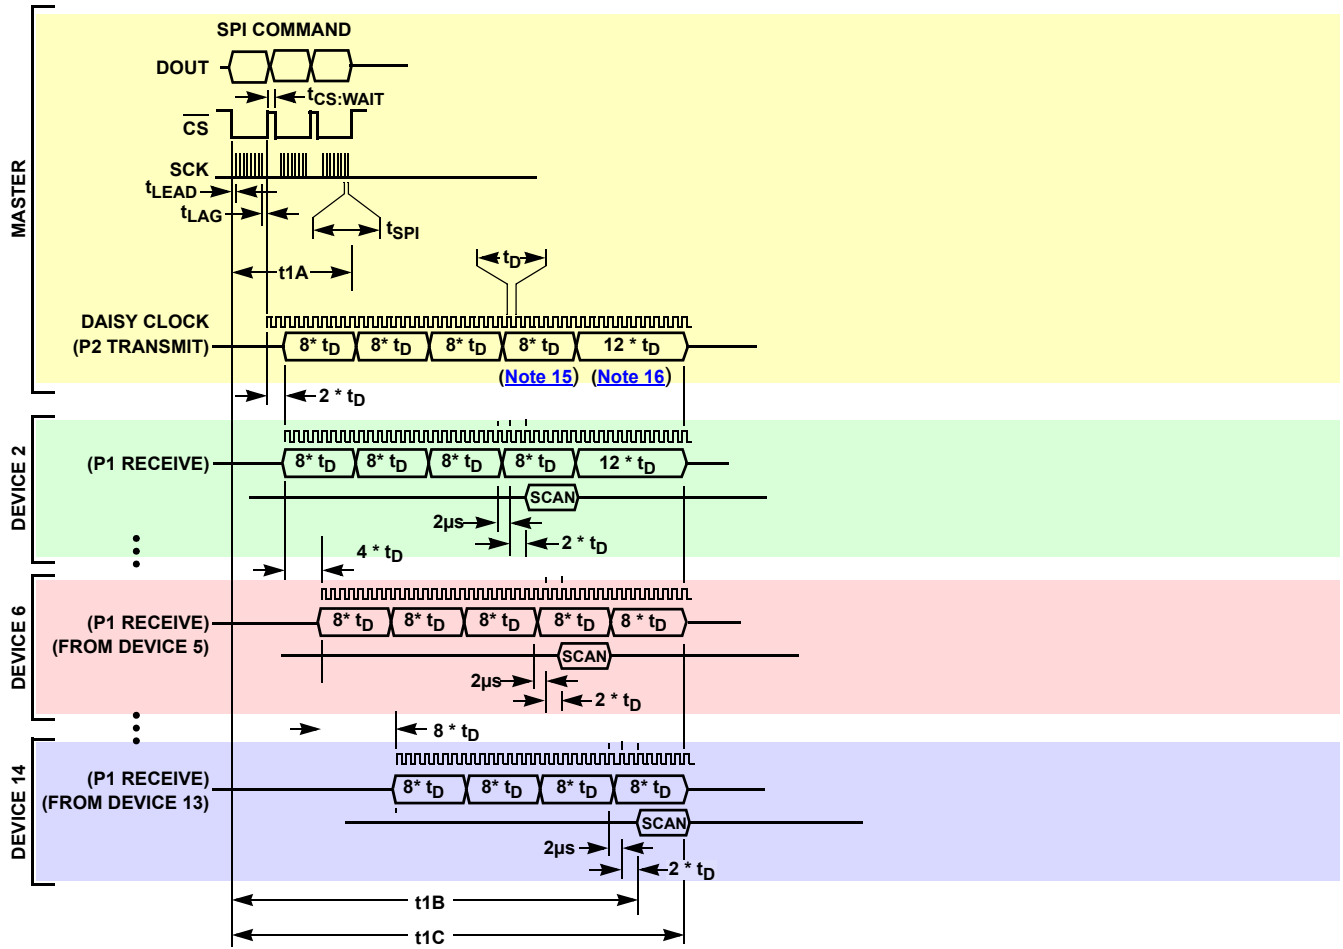 MASTER
SPI COMMAND
DOUT
tCS:WAIT
CS
SCK
tLEAD
tLAG
tSPI
t1A
tD
DAISY CLOCK
(P2 TRANSMIT)
8* tD 8* tD 8* tD 8* tD 12 * tD
(Note 15) (Note 16)
2 * tD
DEVICE 2
(P1 RECEIVE)
8* tD 8* tD 8* tD 8* tD 12 * tD
SCAN
2µs
2 * tD
4 * tD
DEVICE 6
(P1 RECEIVE)
(FROM DEVICE 5)
8* tD 8* tD 8* tD 8* tD 8 * tD
SCAN
2µs
2 * tD
8 * tD
DEVICE 14
(P1 RECEIVE)
(FROM DEVICE 13)
8* tD 8* tD 8* tD 8* tD
SCAN
2µs
2 * tD
t1B
t1C